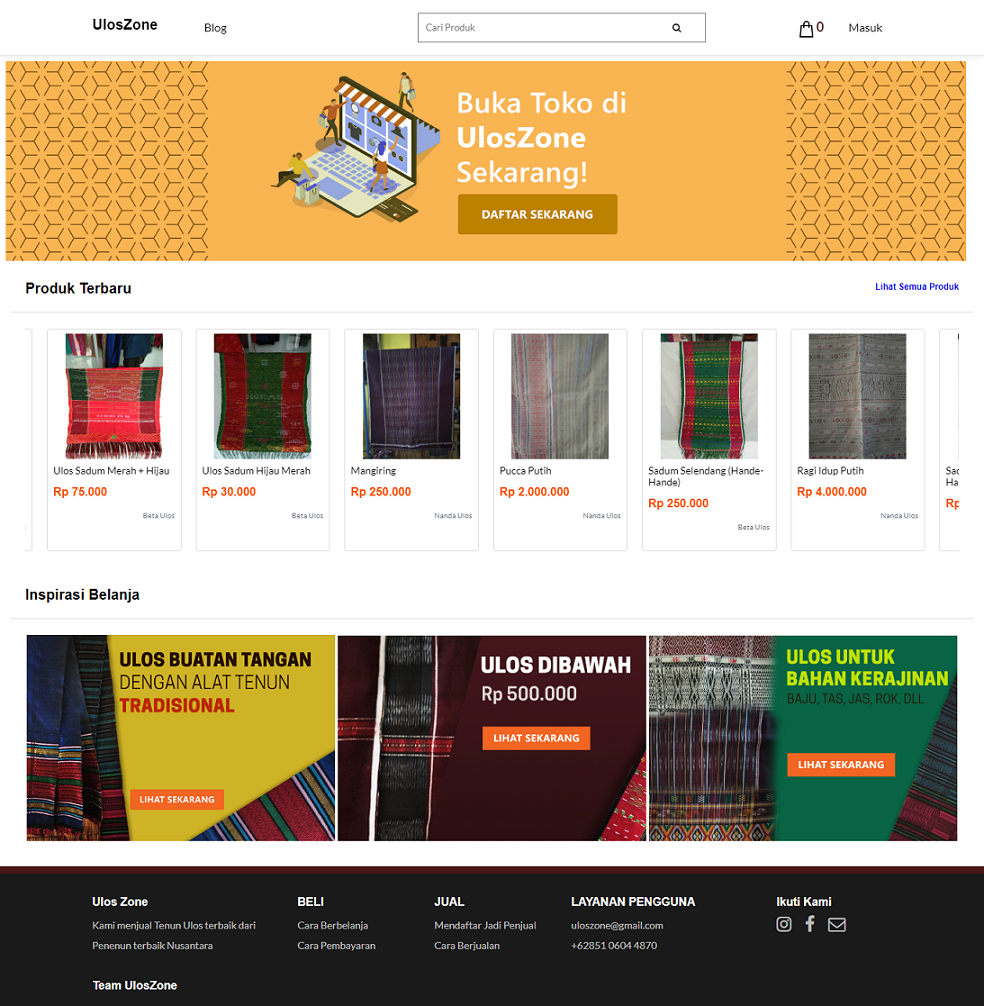 UlosZone
Blog
Cari Produk
0
Masuk
Buka Toko di
UlosZone
Sekarang!
DAFTAR SEKARANG
Produk Terbaru
Lihat Semua Produk
Ulos Sadum Merah + Hijau
Rp 75.000
Beta Ulos
Ulos Sadum Hijau Merah
Rp 30.000
Beta Ulos
Mangiring
Rp 250.000
Nanda Ulos
Pucca Putih
Rp 2.000.000
Nanda Ulos
Sadum Selendang (Hande-
Hande)
Rp 250.000
Beta Ulos
Ragi Idup Putih
Rp 4.000.000
Nanda Ulos
Inspirasi Belanja
ULOS BUATAN TANGAN
DENGAN ALAT TENUN
TRADISIONAL
LIHAT SEKARANG
ULOS DIBAWAH
Rp 500.000
LIHAT SEKARANG
ULOS UNTUK
BAHAN KERAJINAN
BAJU, TAS, JAS, ROK, DLL
LIHAT SEKARANG
Ulos Zone
Kami menjual Tenun Ulos terbaik dari
Penenun terbaik Nusantara
BELI
Cara Berbelanja
Cara Pembayaran
JUAL
Mendaftar Jadi Penjual
Cara Berjualan
LAYANAN PENGGUNA
uloszone@gmail.com
+62851 0604 4870
Ikuti Kami
Team UlosZone